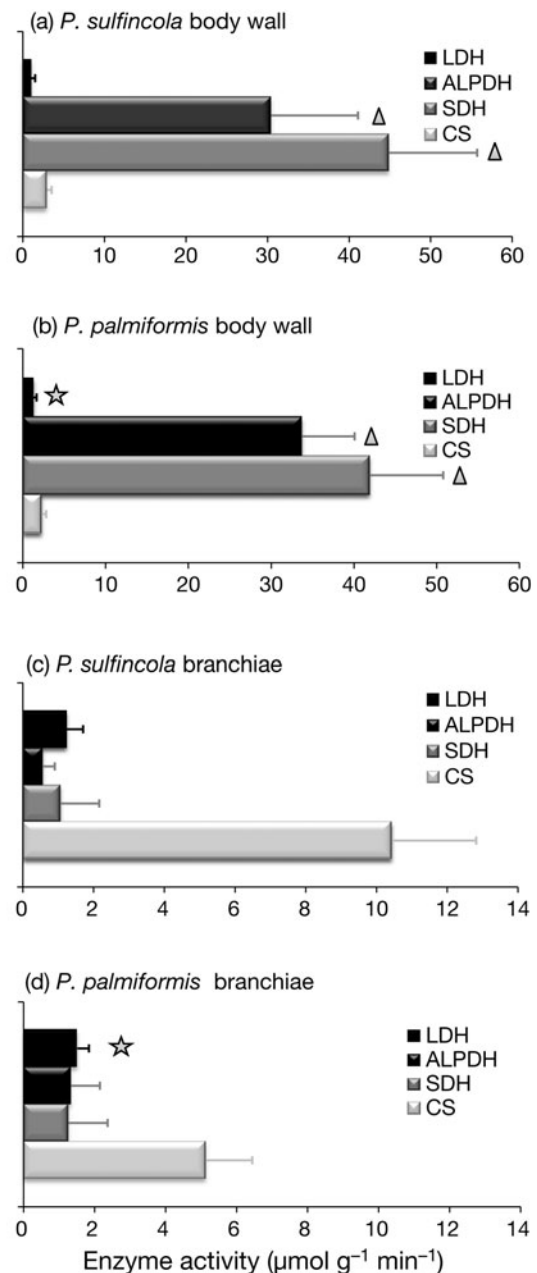 (a) P. sulfincola body wall
LDH
ALPDH
SDH
CS
0 10 20 30 40 50 60
(b) P. palmiformis body wall
LDH
ALPDH
SDH
CS
0 10 20 30 40 50 60
(c) P. sulfincola branchiae
LDH
ALPDH
SDH
CS
0 2 4 6 8 10 12 14
(d) P. palmiformis branchiae
LDH
ALPDH
SDH
CS
0 2 4 6 8 10 12 14
Enzyme activity (µmol g⁻¹ min⁻¹)